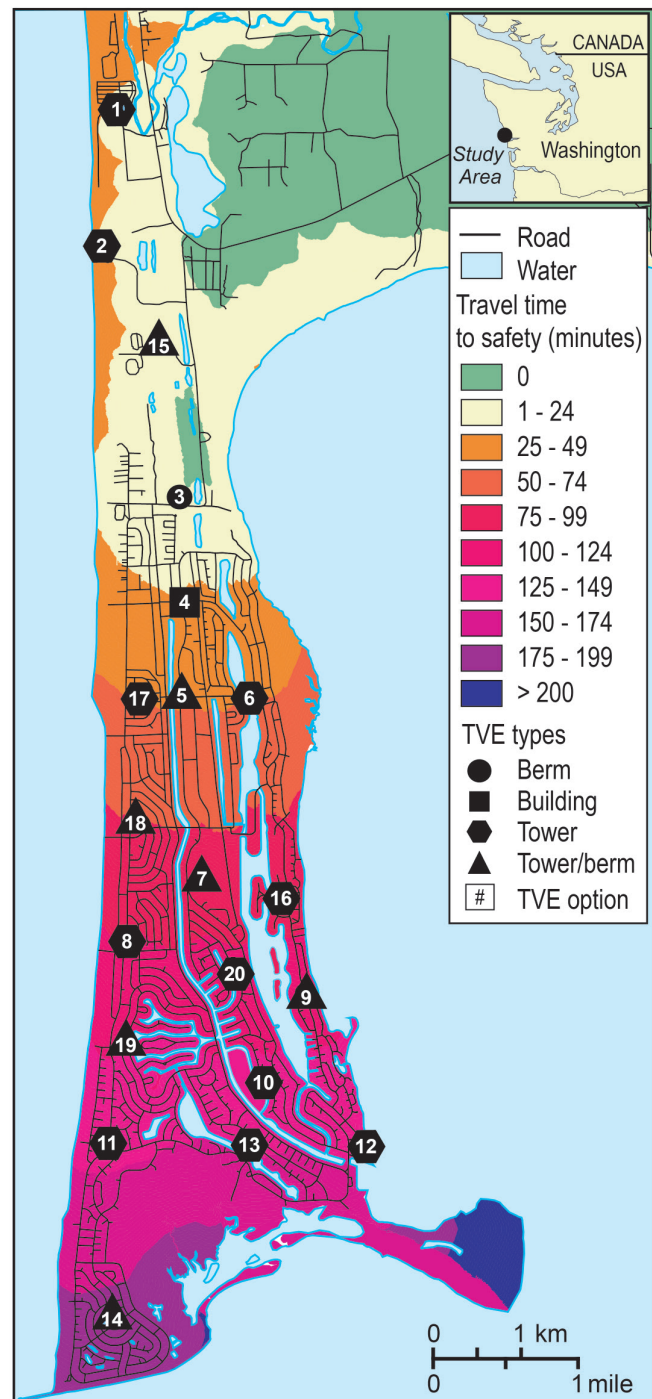 CANADA
USA
Study
Area
Washington
Road
Water
Travel time
to safety (minutes)
0
1 - 24
25 - 49
50 - 74
75 - 99
100 - 124
125 - 149
150 - 174
175 - 199
> 200
TVE types
Berm
Building
Tower
Tower/berm
# TVE option
1
2
15
3
4
17
5
6
18
7
16
8
20
9
19
10
11
13
12
14
0 1 km
0 1 mile